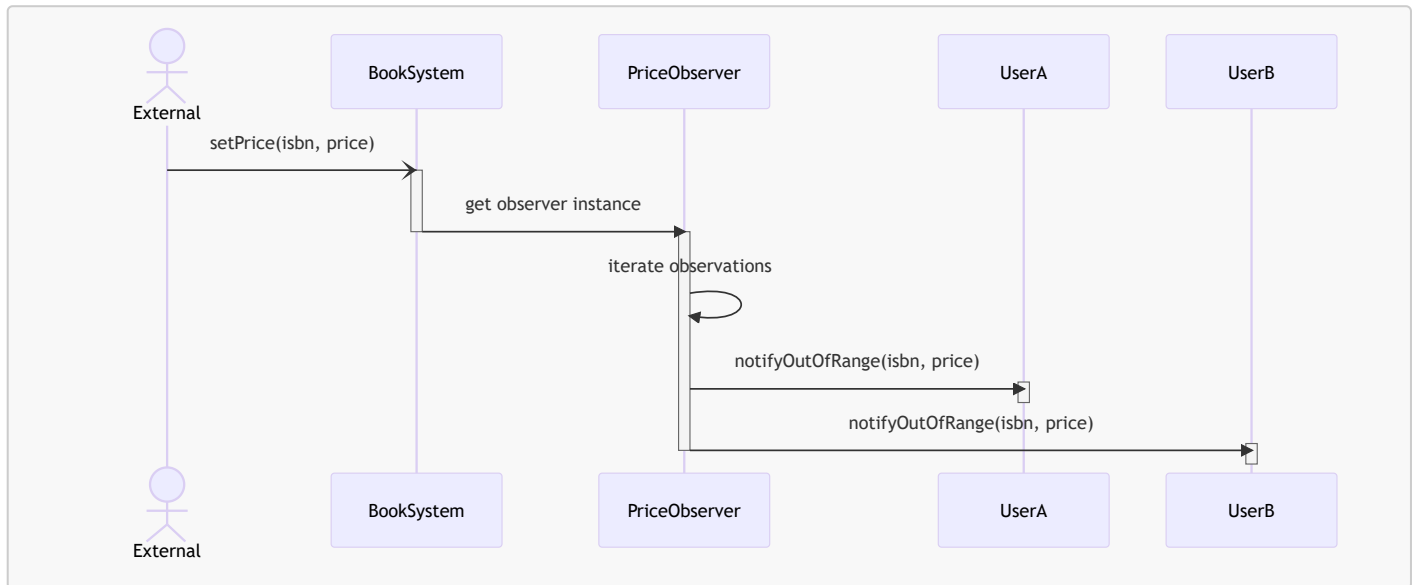 BookSystem
PriceObserver
UserA
UserB
External
setPrice(isbn, price)
get observer instance
iterate observations
notifyOutOfRange(isbn, price)
notifyOutOfRange(isbn, price)
BookSystem
PriceObserver
UserA
UserB
External